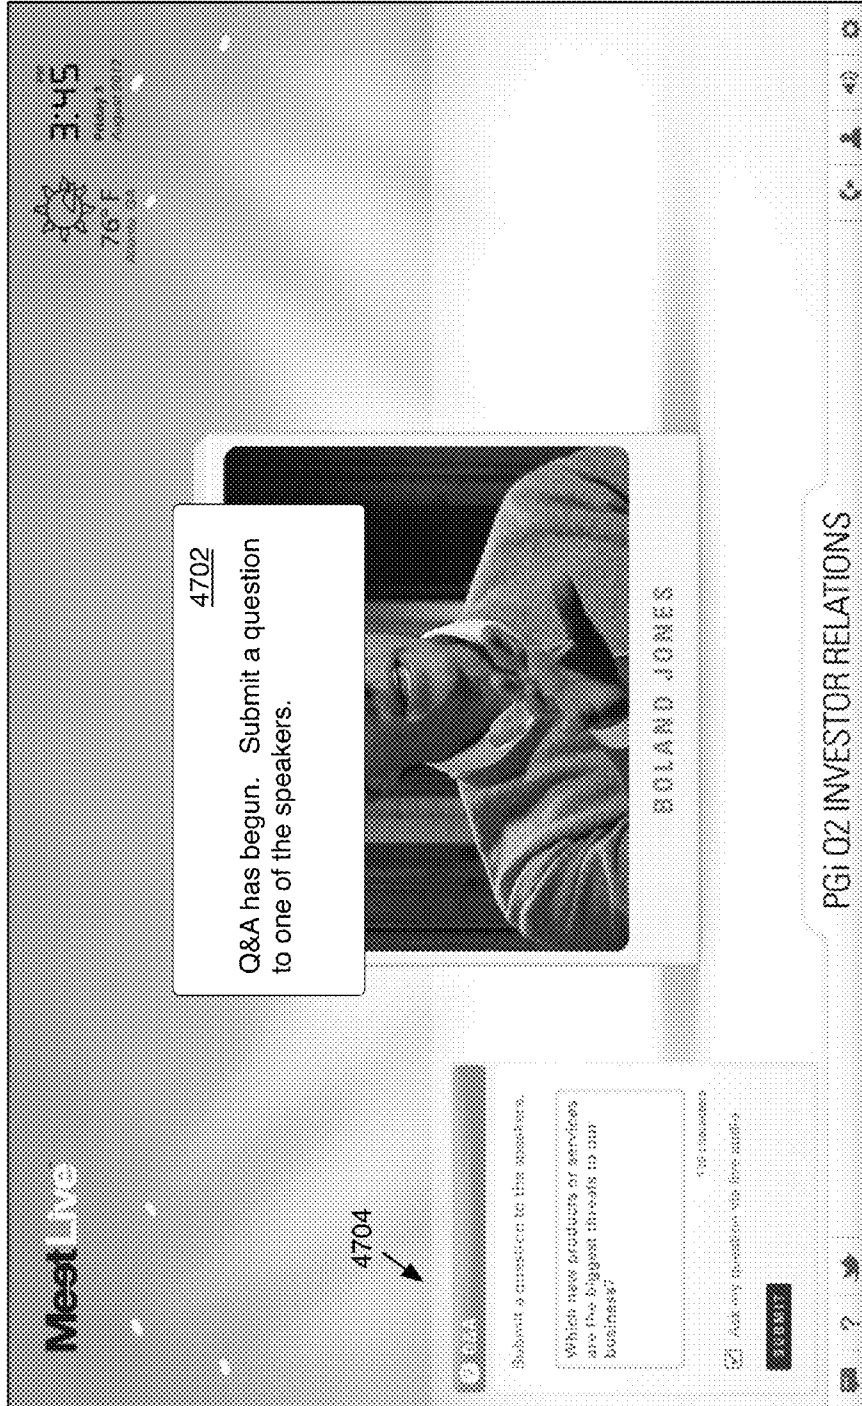 MeetLive
76° F
3:45
4702
Q&A has begun. Submit a question
to one of the speakers.
BOLAND JONES
4704
Q/A
Submit a question to the speakers.
Which new products or services
are the biggest threats to our
business?
Ask my question via live audio
SUBMIT
?
PGi Q2 INVESTOR RELATIONS